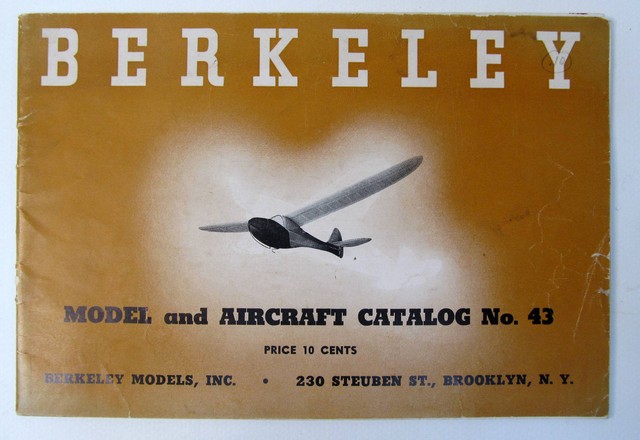 BERKELEY
MODEL and AIRCRAFT CATALOG No. 43
PRICE 10 CENTS
BERKELEY MODELS, INC. • 230 STEUBEN ST., BROOKLYN, N. Y.